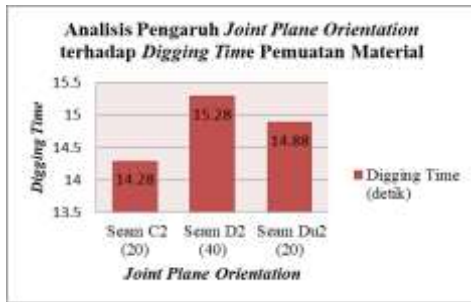 Analisis Pengaruh Joint Plane Orientation
terhadap Digging Time Pemuatan Material
15.5
15
14.5
14
13.5
Digging Time
14.28
15.28
14.88
Seam C2
(20)
Seam D2
(40)
Seam Du2
(20)
Joint Plane Orientation
Digging Time
(detik)